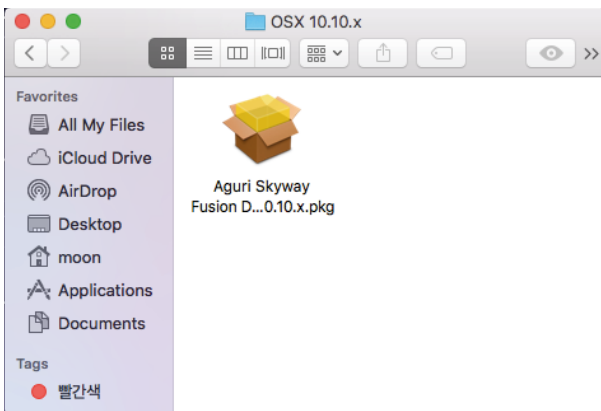 OSX 10.10.x
Favorites
All My Files
iCloud Drive
AirDrop
Desktop
moon
Applications
Documents
Tags
빨간색
Aguri Skyway
Fusion D...0.10.x.pkg